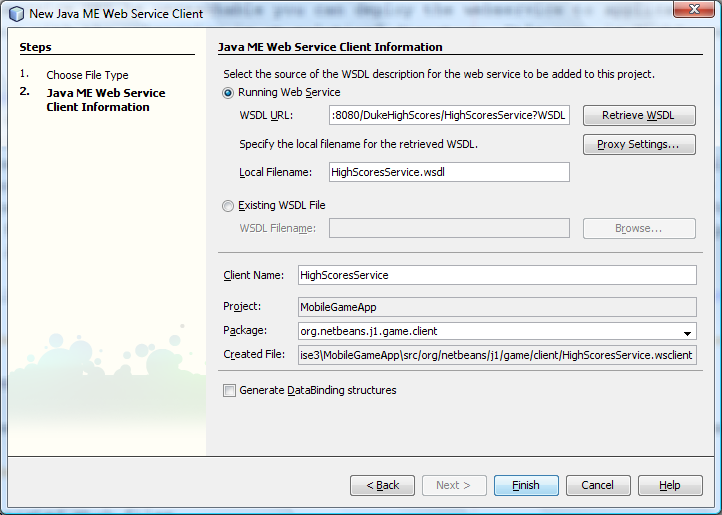 New Java ME Web Service Client
Steps
1. Choose File Type
2. Java ME Web Service
Client Information
Java ME Web Service Client Information
Select the source of the WSDL description for the web service to be added to this project.
Running Web Service
WSDL URL: :8080/DukeHighScores/HighScoresService?WSDL Retrieve WSDL
Specify the local filename for the retrieved WSDL. Proxy Settings...
Local Filename: HighScoresService.wsdl
Existing WSDL File
WSDL Filename: Browse...
Client Name: HighScoresService
Project: MobileGameApp
Package: org.netbeans.j1.game.client
Created File: ise3\MobileGameApp\src/org/netbeans/j1/game/client/HighScoresService.wsclient
Generate DataBinding structures
< Back Next > Finish Cancel Help